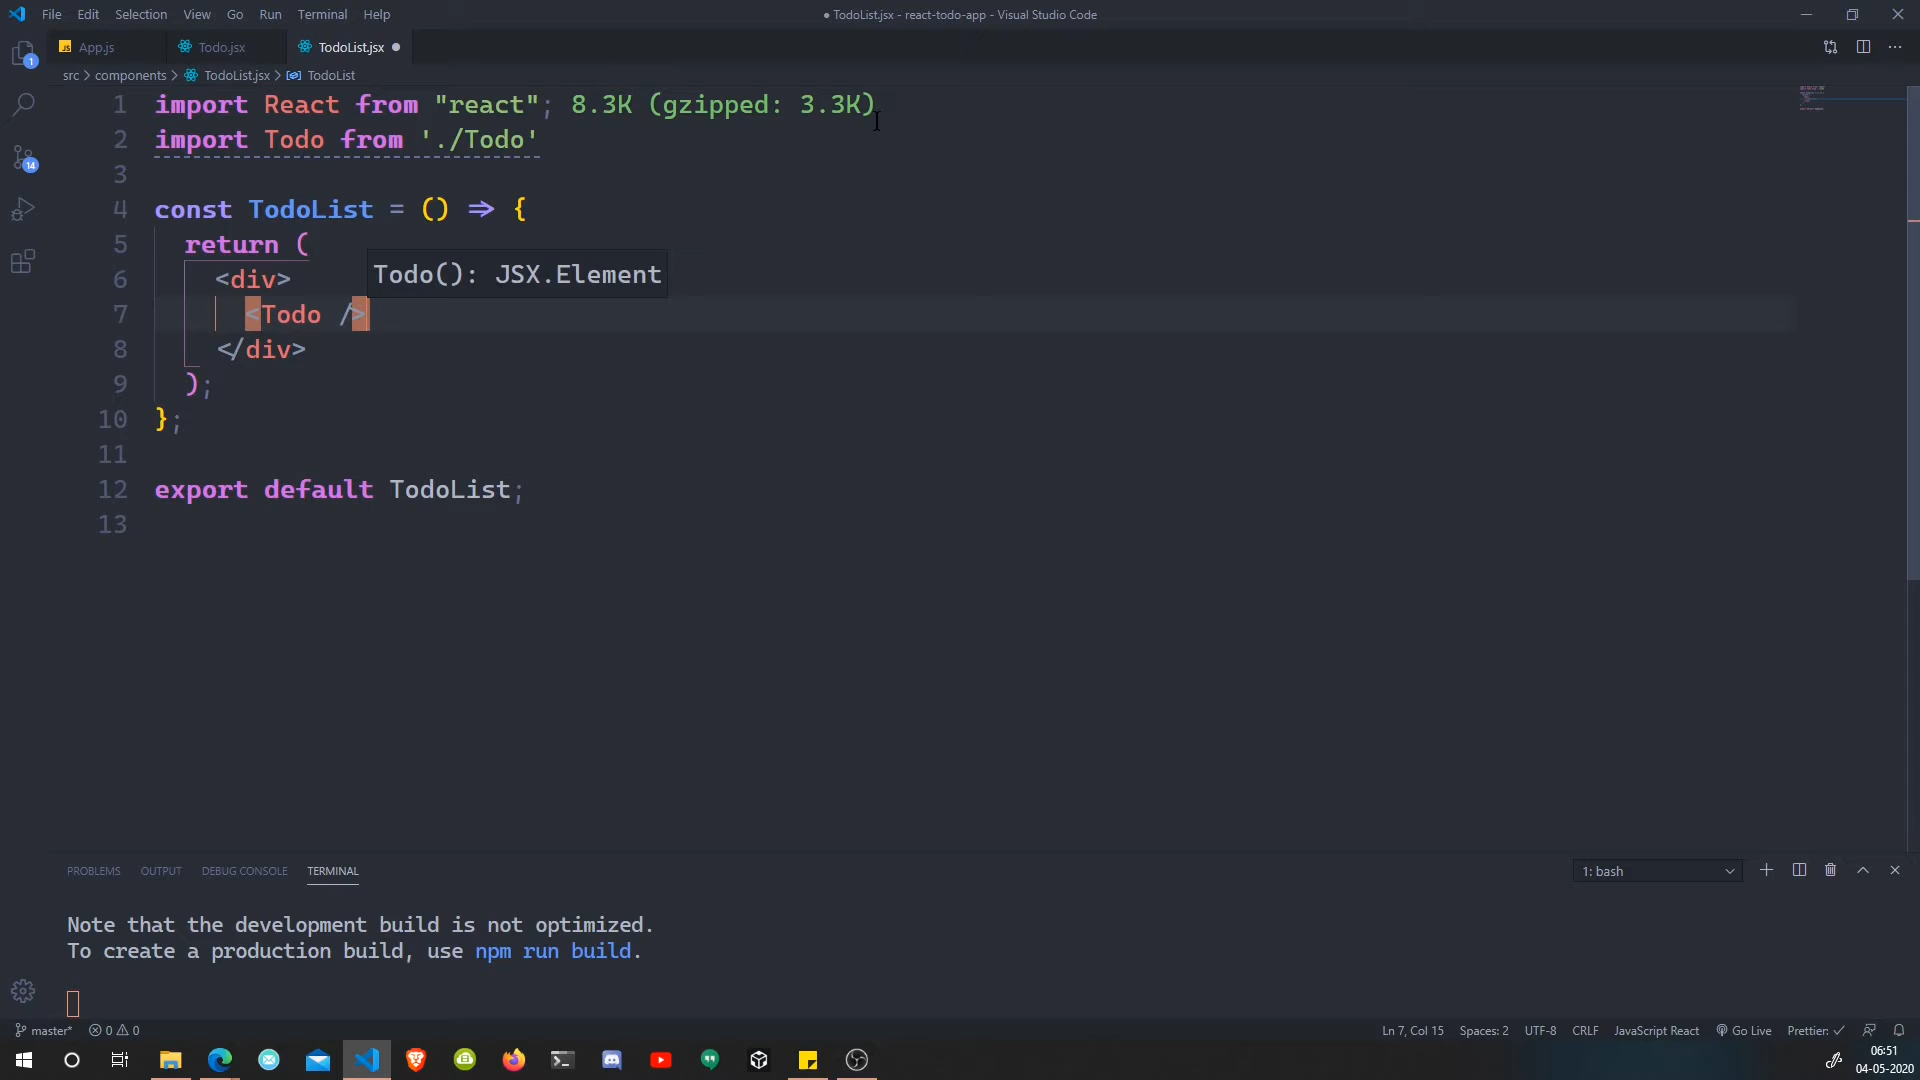 File Edit Selection View Go Run Terminal Help
● TodoList.jsx - react-todo-app - Visual Studio Code
JS App.js
Todo.jsx
TodoList.jsx ●
src > components > TodoList.jsx > TodoList
1 import React from "react"; 8.3K (gzipped: 3.3K)
2 import Todo from './Todo'
3
4 const TodoList = () => {
5 return (
Todo(): JSX.Element
6 <div>
7 <Todo />
8 </div>
9 );
10 };
11
12 export default TodoList;
13
1
14
PROBLEMS OUTPUT DEBUG CONSOLE TERMINAL
1: bash
Note that the development build is not optimized.
To create a production build, use npm run build.
master* 0 0
Ln 7, Col 15 Spaces: 2 UTF-8 CRLF JavaScript React Go Live Prettier: ✓
06:51
04-05-2020